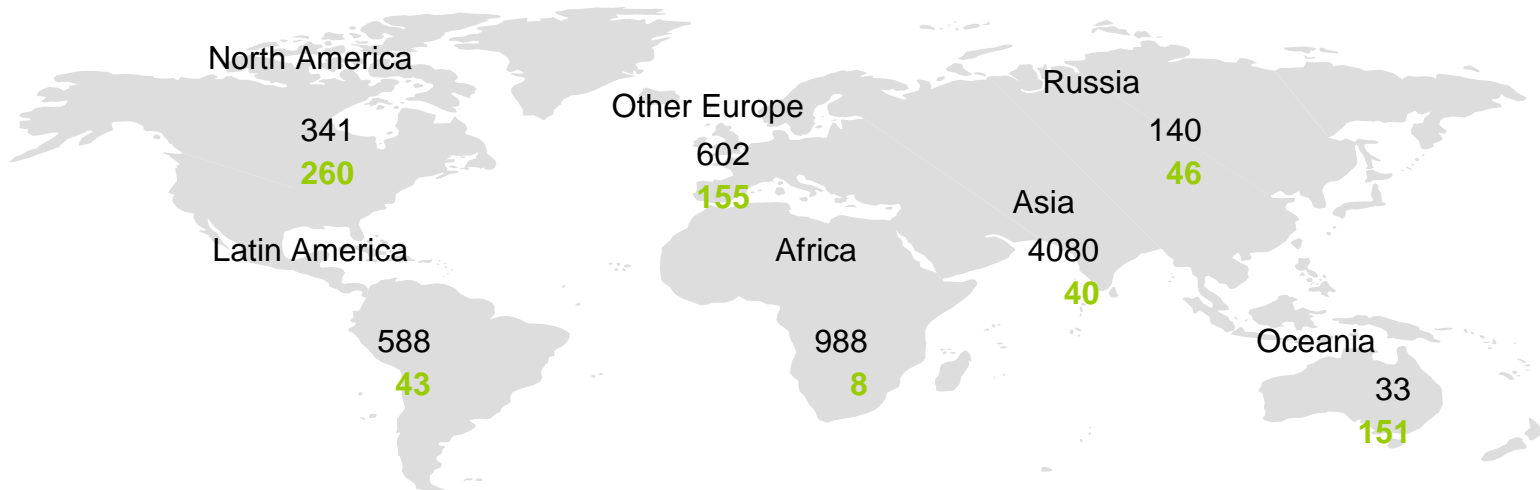 North America
341
260
Other Europe
602
155
Russia
140
46
Asia
4080
40
Latin America
588
43
Africa
988
8
Oceania
33
151